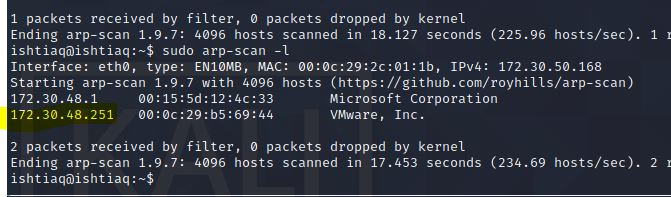 1 packets received by filter, 0 packets dropped by kernel
Ending arp-scan 1.9.7: 4096 hosts scanned in 18.127 seconds (225.96 hosts/sec). 1 r
ishtiaq@ishtiaq:~$ sudo arp-scan -l
Interface: eth0, type: EN10MB, MAC: 00:0c:29:2c:01:1b, IPv4: 172.30.50.168
Starting arp-scan 1.9.7 with 4096 hosts (https://github.com/royhills/arp-scan)
172.30.48.1 00:15:5d:12:4c:33 Microsoft Corporation
172.30.48.251 00:0c:29:b5:69:44 VMware, Inc.
2 packets received by filter, 0 packets dropped by kernel
Ending arp-scan 1.9.7: 4096 hosts scanned in 17.453 seconds (234.69 hosts/sec). 2 r
ishtiaq@ishtiaq:~$